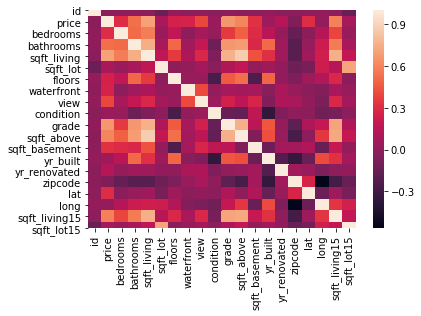 id
price
bedrooms
bathrooms
sqft_living
sqft_lot
floors
waterfront
view
condition
grade
sqft_above
sqft_basement
yr_built
yr_renovated
zipcode
lat
long
sqft_living15
sqft_lot15
id
price
bedrooms
bathrooms
sqft_living
sqft_lot
floors
waterfront
view
condition
grade
sqft_above
sqft_basement
yr_built
yr_renovated
zipcode
lat
long
sqft_living15
sqft_lot15
0.9
0.6
0.3
0.0
−0.3